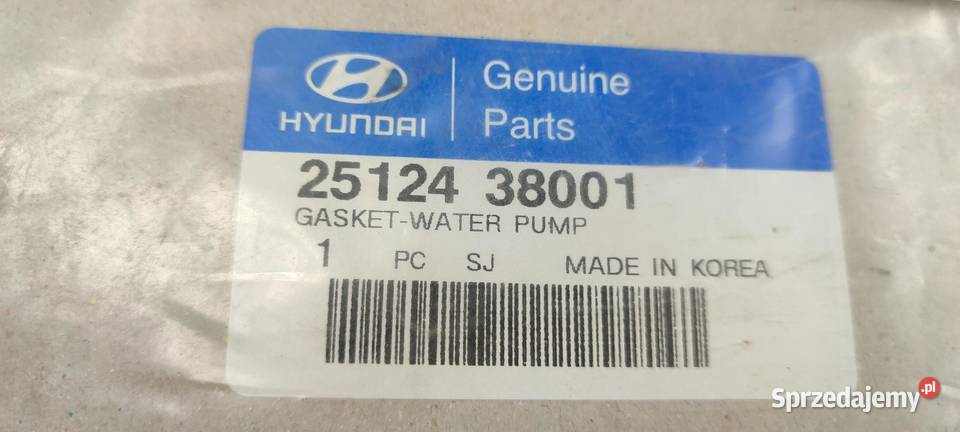 HYUNDAI
Genuine
Parts
25124 38001
GASKET-WATER PUMP
1 PC SJ MADE IN KOREA
Sprzedajemy.pl